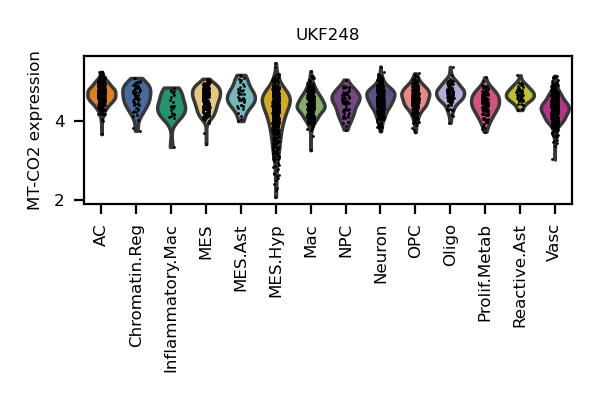 UKF248
MT-CO2 expression
4
2
AC
Chromatin.Reg
Inflammatory.Mac
MES
MES.Ast
MES.Hyp
Mac
NPC
Neuron
OPC
Oligo
Prolif.Metab
Reactive.Ast
Vasc